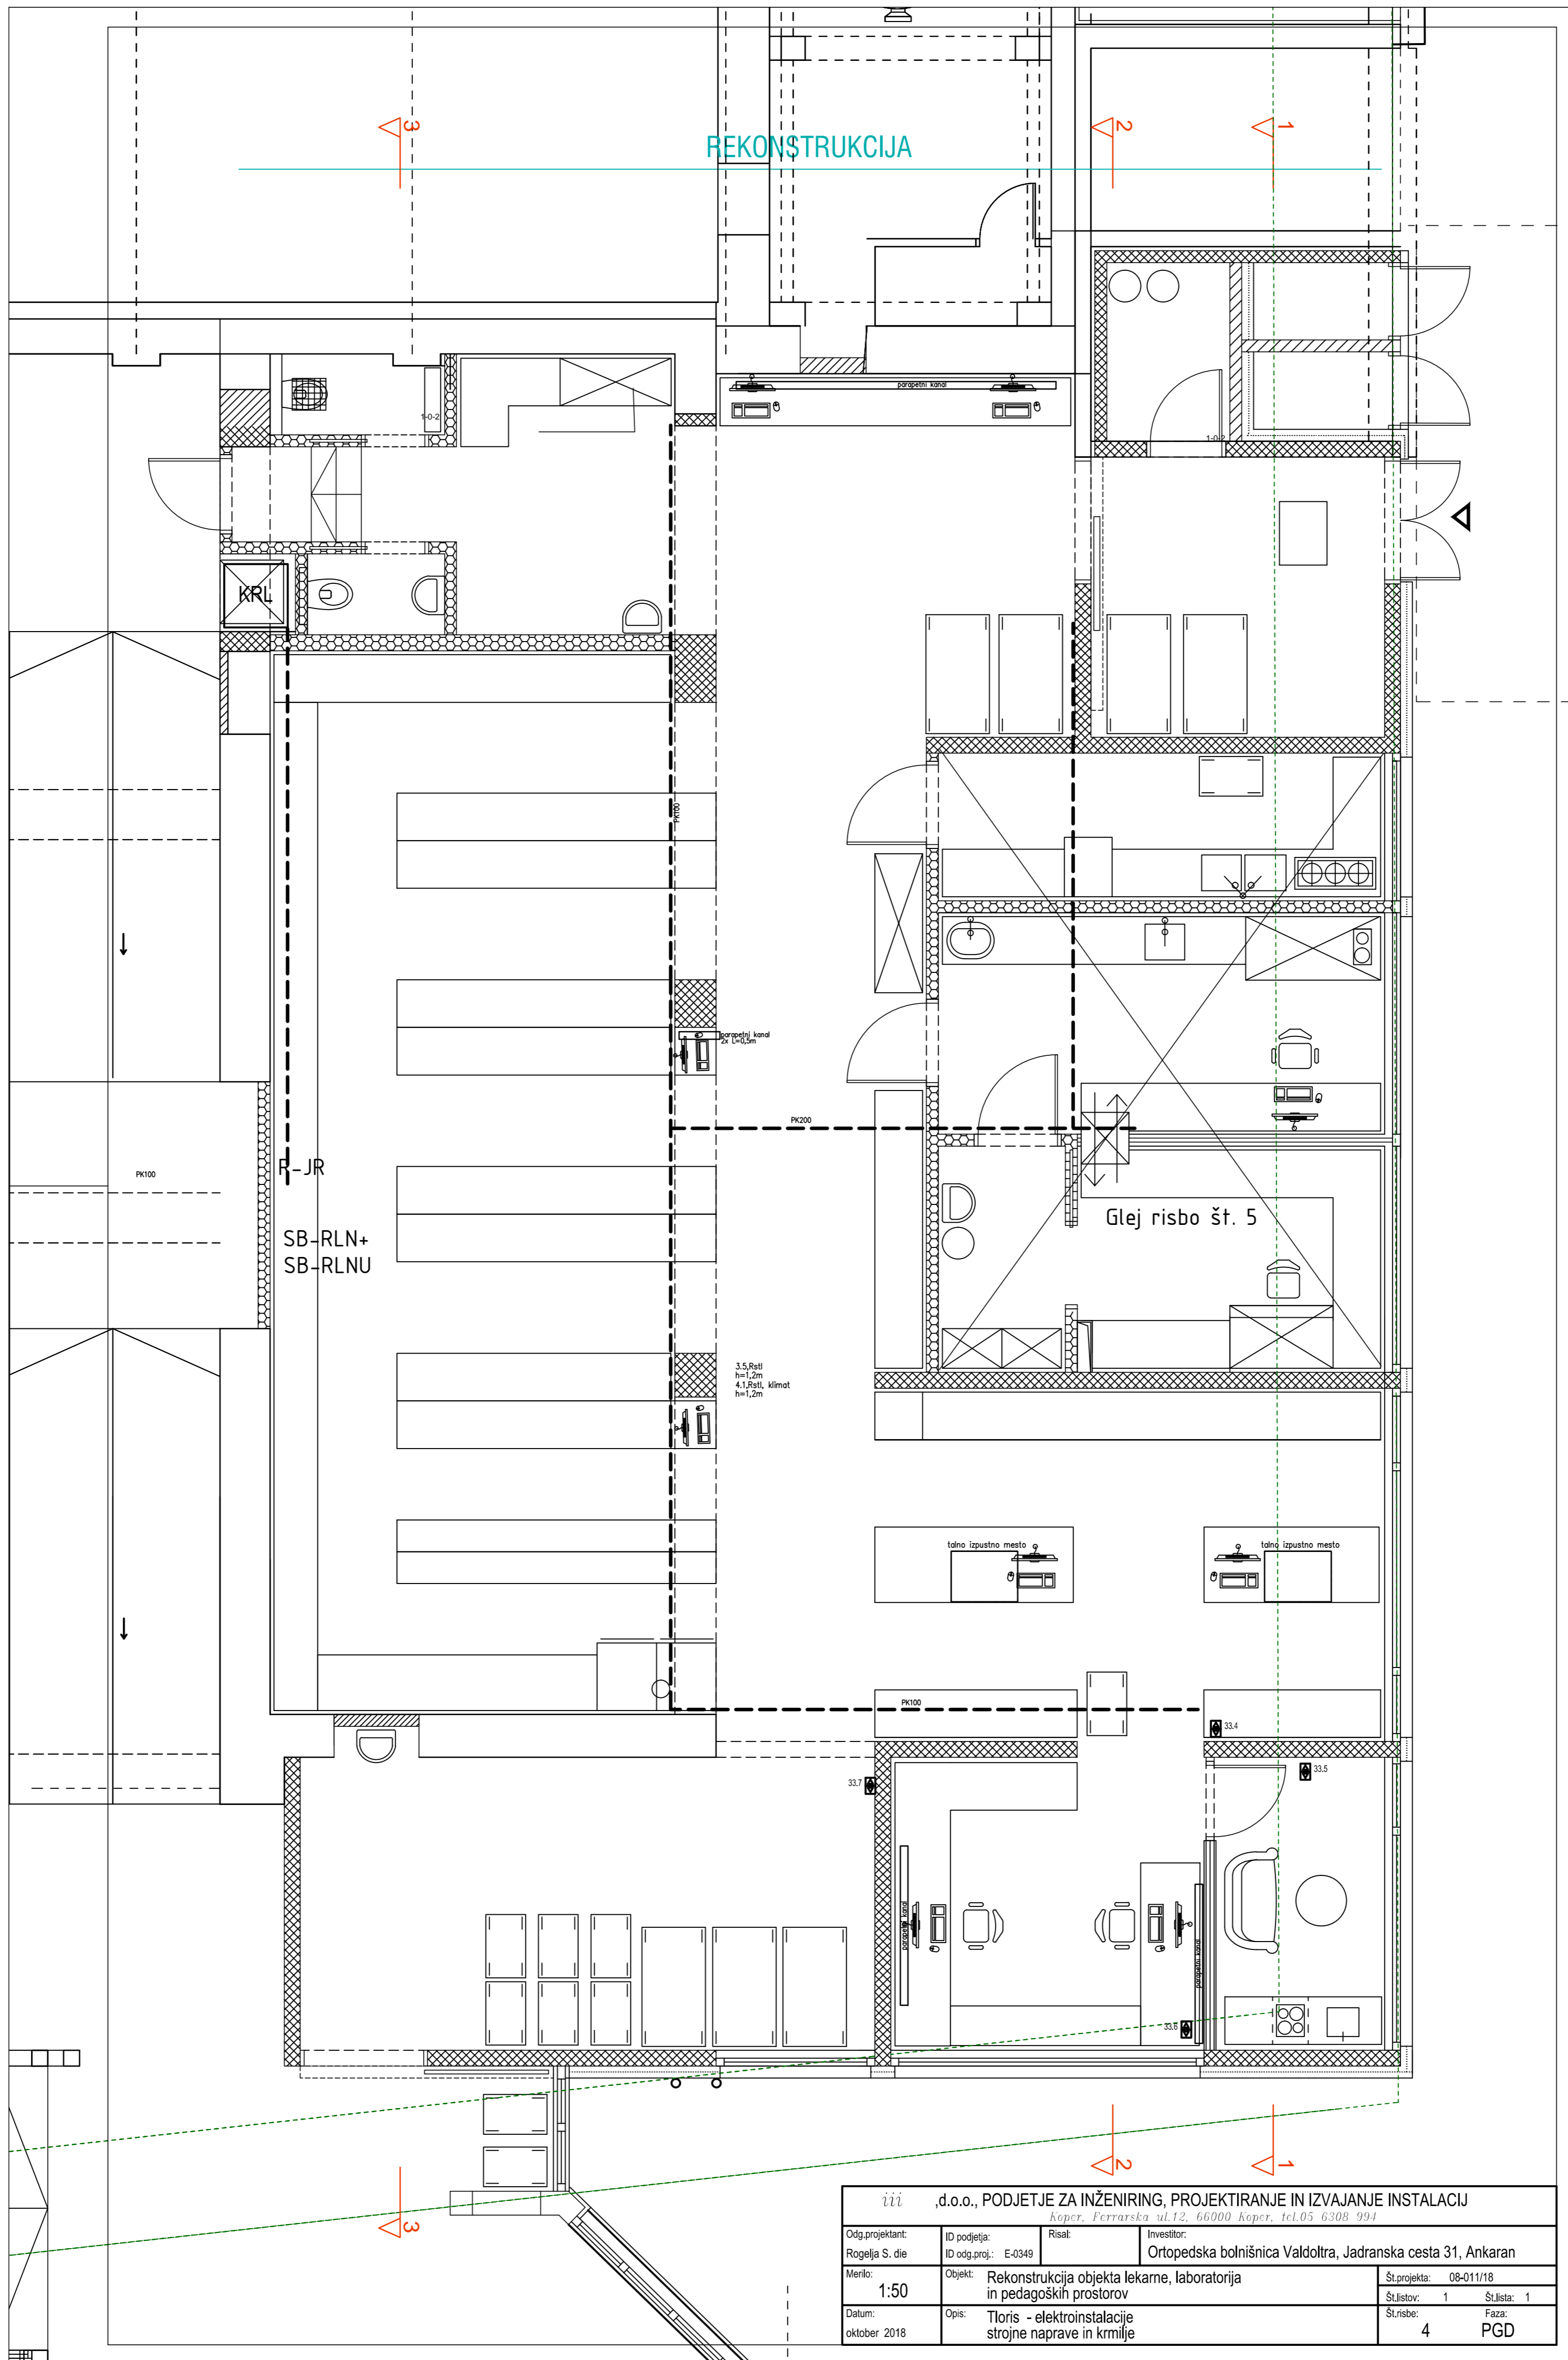 3
2
1
REKONSTRUKCIJA
parapetni kanal
1-0-2
1-0-2
KRL
PK100
parapetni kanal
2x L=0,5m
PK200
PK100
R-JR
SB-RLN+
SB-RLNU
Glej risbo št. 5
3.5,Rstl
h=1,2m
4.1,Rstl, klimat
h=1,2m
talno izpustno mesto
talno izpustno mesto
PK100
33.4
33.5
33.7
parapetni kanal
parapetni kanal
33.6
2
1
3
iii ,d.o.o., PODJETJE ZA INŽENIRING, PROJEKTIRANJE IN IZVAJANJE INSTALACIJ
Koper, Ferrarska ul.12, 66000 Koper, tel.05 6308 994
Odg.projektant:
Rogelja S. die
ID podjetja:
ID odg.proj.: E-0349
Risal:
Investitor:
Ortopedska bolnišnica Valdoltra, Jadranska cesta 31, Ankaran
Merilo:
1:50
Objekt: Rekonstrukcija objekta lekarne, laboratorija
in pedagoških prostorov
Št.projekta: 08-011/18
Št.listov: 1 Št.lista: 1
Datum:
oktober 2018
Opis: Tloris - elektroinstalacije
strojne naprave in krmilje
Št.risbe: Faza:
4 PGD